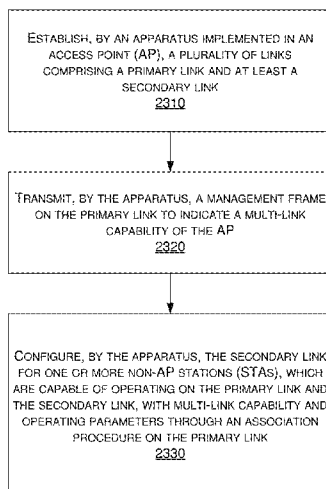 ESTABLISH, BY AN APPARATUS IMPLEMENTED IN AN
ACCESS POINT (AP), A PLURALITY OF LINKS
COMPRISING A PRIMARY LINK AND AT LEAST A
SECONDARY LINK
2310
TRANSMIT, BY THE APPARATUS, A MANAGEMENT FRAME
ON THE PRIMARY LINK TO INDICATE A MULTI-LINK
CAPABILITY OF THE AP
2320
CONFIGURE, BY THE APPARATUS, THE SECONDARY LINK
FOR ONE OR MORE NON-AP STATIONS (STAS), WHICH
ARE CAPABLE OF OPERATING ON THE PRIMARY LINK AND
THE SECONDARY LINK, WITH MULTI-LINK CAPABILITY AND
OPERATING PARAMETERS THROUGH AN ASSOCIATION
PROCEDURE ON THE PRIMARY LINK
2330